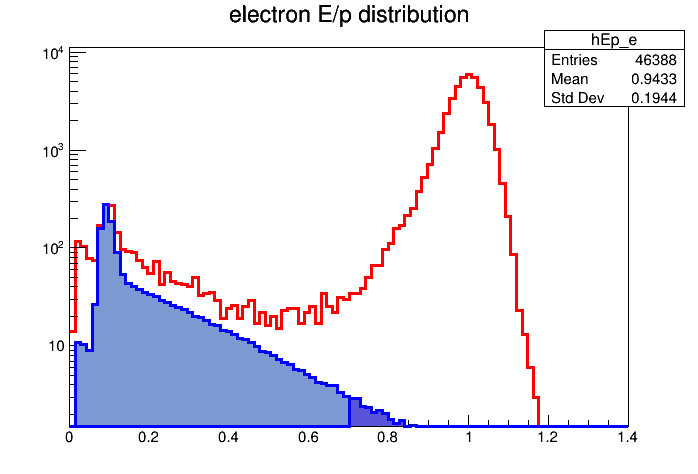 electron E/p distribution
hEp_e
Entries 46388
Mean 0.9433
Std Dev 0.1944
10⁴
10³
10²
10
0 0.2 0.4 0.6 0.8 1 1.2 1.4